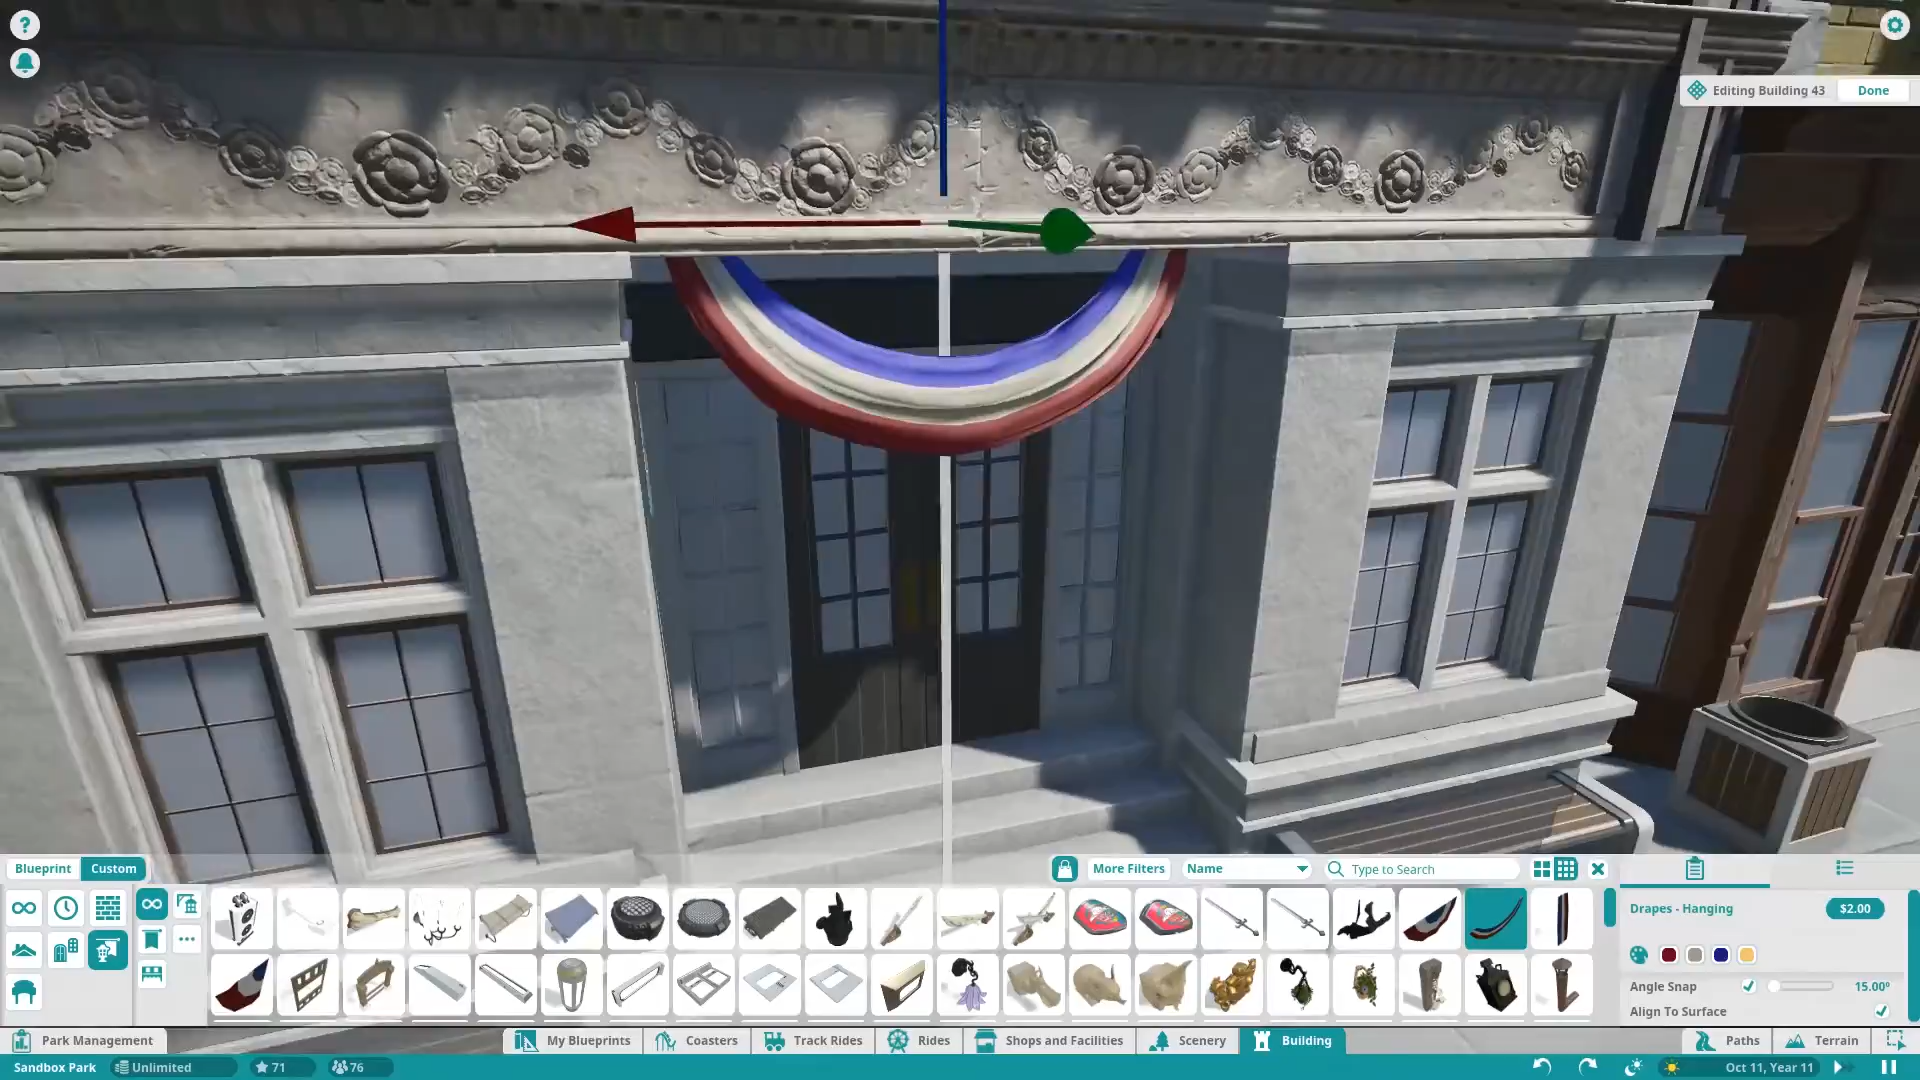 ?
Editing Building 43 Done
Blueprint Custom
More Filters Name Type to Search
Drapes - Hanging $2.00
Angle Snap 15.00°
Align To Surface
Park Management My Blueprints Coasters Track Rides Rides Shops and Facilities Scenery Building Paths Terrain
Sandbox Park Unlimited 71 76 Oct 11, Year 11